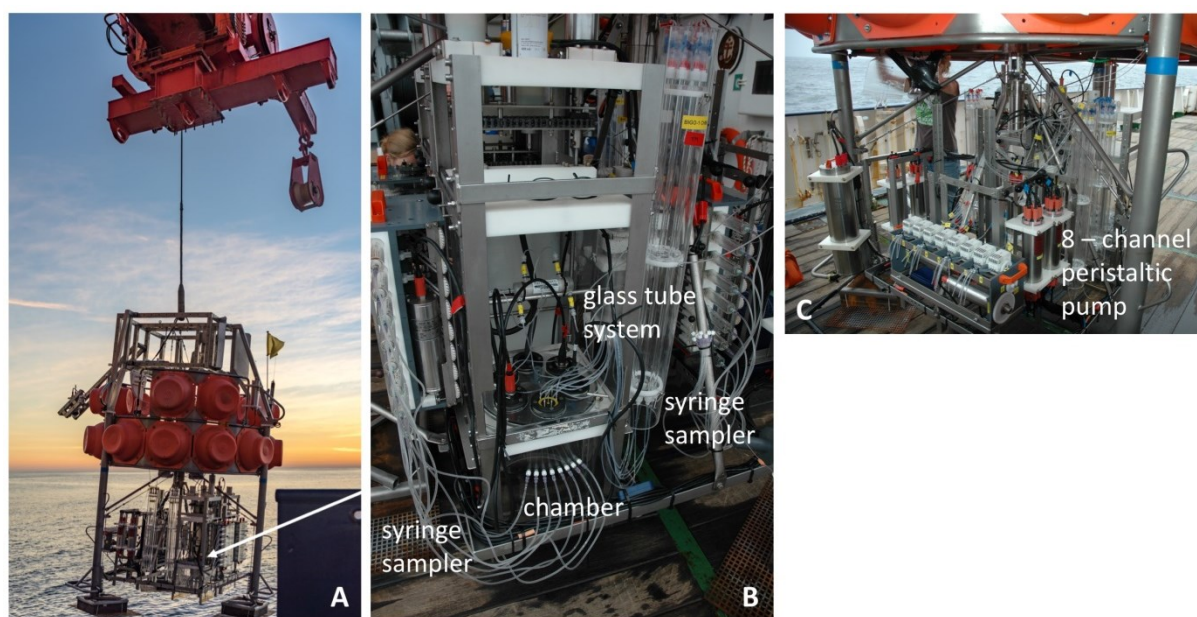 A
glass tube
system
syringe
sampler
chamber
syringe
sampler
B
8 – channel
peristaltic
pump
C